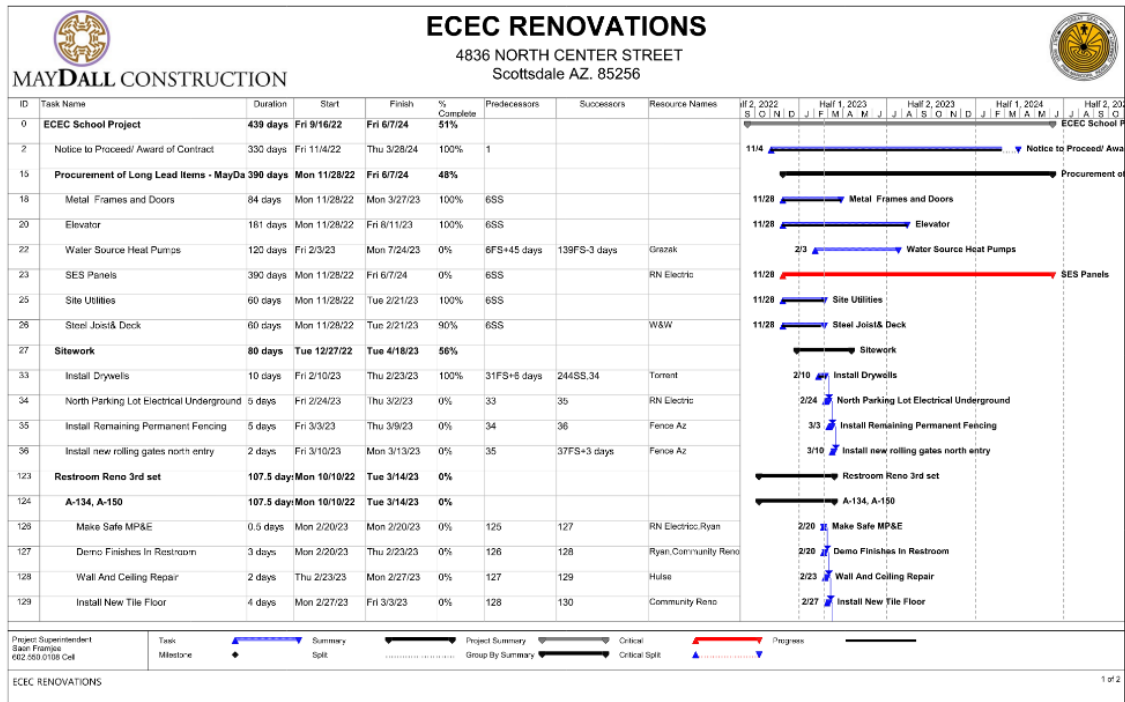 MAYDALL CONSTRUCTION
ECEC RENOVATIONS
4836 NORTH CENTER STREET
Scottsdale AZ. 85256
ID Task Name Duration Start Finish % Complete Predecessors Successors Resource Names lf 2, 2022 Half 1, 2023 Half 2, 2023 Half 1, 2024 Half 2, 20
S O N D J F M A M J J A S O N D J F M A M J J A S O
0 ECEC School Project 439 days Fri 9/16/22 Fri 6/7/24 51% ECEC School P
2 Notice to Proceed/ Award of Contract 330 days Fri 11/4/22 Thu 3/28/24 100% 1 11/4 Notice to Proceed/ Awa
15 Procurement of Long Lead Items - MayDa 390 days Mon 11/28/22 Fri 6/7/24 48% Procurement of
18 Metal Frames and Doors 84 days Mon 11/28/22 Mon 3/27/23 100% 6SS 11/28 Metal Frames and Doors
20 Elevator 181 days Mon 11/28/22 Fri 8/11/23 100% 6SS 11/28 Elevator
22 Water Source Heat Pumps 120 days Fri 2/3/23 Mon 7/24/23 0% 6FS+45 days 139FS-3 days Grazak 2/3 Water Source Heat Pumps
23 SES Panels 390 days Mon 11/28/22 Fri 6/7/24 0% 6SS RN Electric 11/28 SES Panels
25 Site Utilities 60 days Mon 11/28/22 Tue 2/21/23 100% 6SS 11/28 Site Utilities
26 Steel Joist& Deck 60 days Mon 11/28/22 Tue 2/21/23 90% 6SS W&W 11/28 Steel Joist& Deck
27 Sitework 80 days Tue 12/27/22 Tue 4/18/23 56% Sitework
33 Install Drywells 10 days Fri 2/10/23 Thu 2/23/23 100% 31FS+6 days 244SS,34 Torrent 2/10 Install Drywells
34 North Parking Lot Electrical Underground 5 days Fri 2/24/23 Thu 3/2/23 0% 33 35 RN Electric 2/24 North Parking Lot Electrical Underground
35 Install Remaining Permanent Fencing 5 days Fri 3/3/23 Thu 3/9/23 0% 34 36 Fence Az 3/3 Install Remaining Permanent Fencing
36 Install new rolling gates north entry 2 days Fri 3/10/23 Mon 3/13/23 0% 35 37FS+3 days Fence Az 3/10 Install new rolling gates north entry
123 Restroom Reno 3rd set 107.5 days Mon 10/10/22 Tue 3/14/23 0% Restroom Reno 3rd set
124 A-134, A-150 107.5 days Mon 10/10/22 Tue 3/14/23 0% A-134, A-150
126 Make Safe MP&E 0.5 days Mon 2/20/23 Mon 2/20/23 0% 125 127 RN Electricc,Ryan 2/20 Make Safe MP&E
127 Demo Finishes In Restroom 3 days Mon 2/20/23 Thu 2/23/23 0% 126 128 Ryan,Community Reno 2/20 Demo Finishes In Restroom
128 Wall And Ceiling Repair 2 days Thu 2/23/23 Mon 2/27/23 0% 127 129 Hulse 2/23 Wall And Ceiling Repair
129 Install New Tile Floor 4 days Mon 2/27/23 Fri 3/3/23 0% 128 130 Community Reno 2/27 Install New Tile Floor
Project Superintendent
Baen Framjee
602.550.0108 Cell
Task Summary Project Summary Critical Progress
Milestone Split Group By Summary Critical Split
ECEC RENOVATIONS 1 of 2